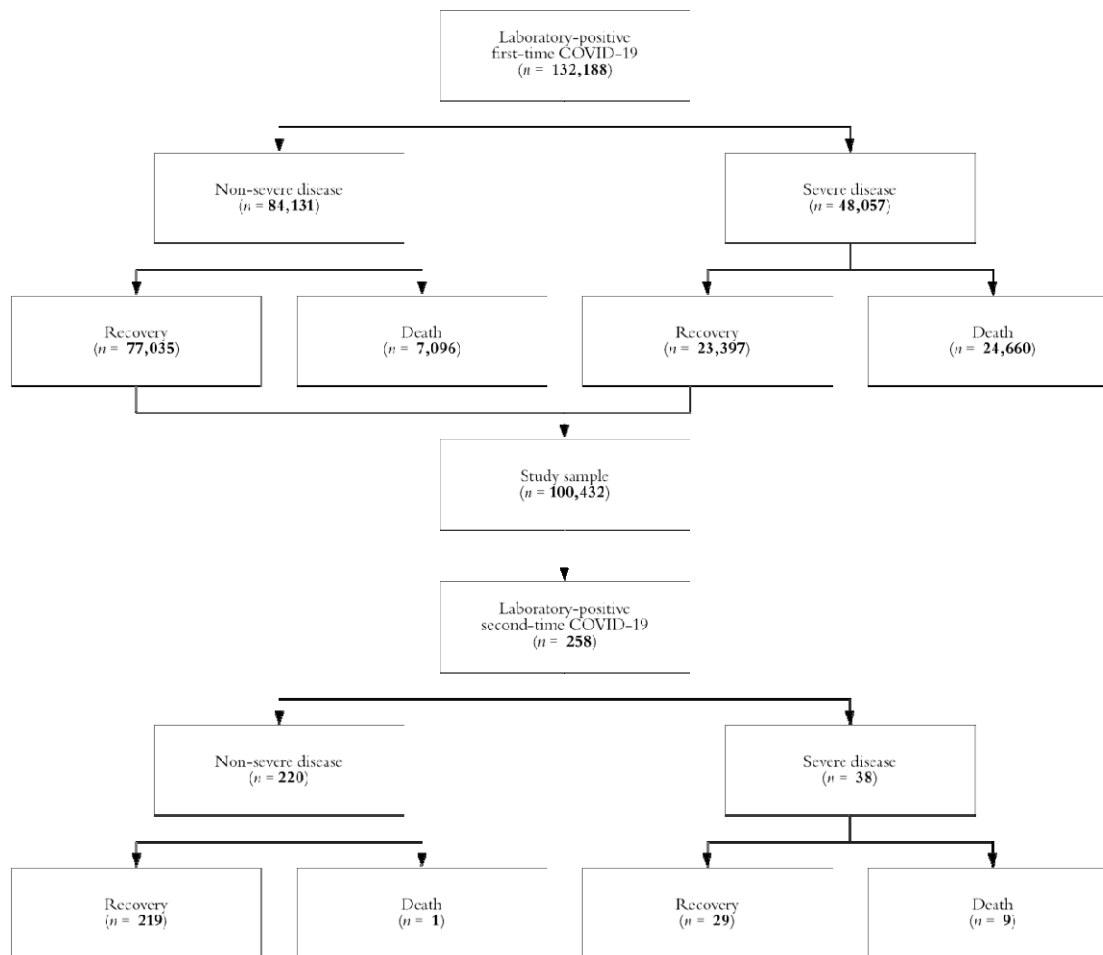 Laboratory-positive
first-time COVID-19
(n = 132,188)
Non-severe disease
(n = 84,131)
Severe disease
(n = 48,057)
Recovery
(n = 77,035)
Death
(n = 7,096)
Recovery
(n = 23,397)
Death
(n = 24,660)
Study sample
(n = 100,432)
Laboratory-positive
second-time COVID-19
(n = 258)
Non-severe disease
(n = 220)
Severe disease
(n = 38)
Recovery
(n = 219)
Death
(n = 1)
Recovery
(n = 29)
Death
(n = 9)